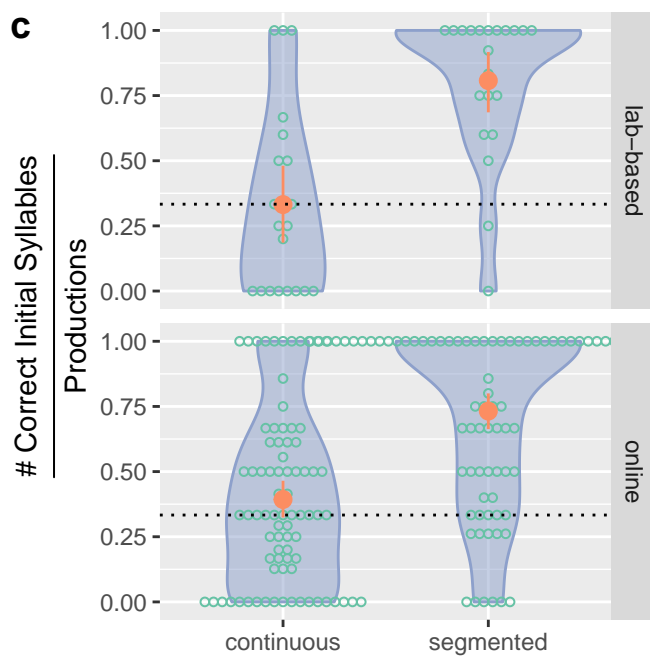 c
# Correct Initial Syllables
Productions
1.00
0.75
0.50
0.25
0.00
lab−based
1.00
0.75
0.50
0.25
0.00
online
continuous
segmented